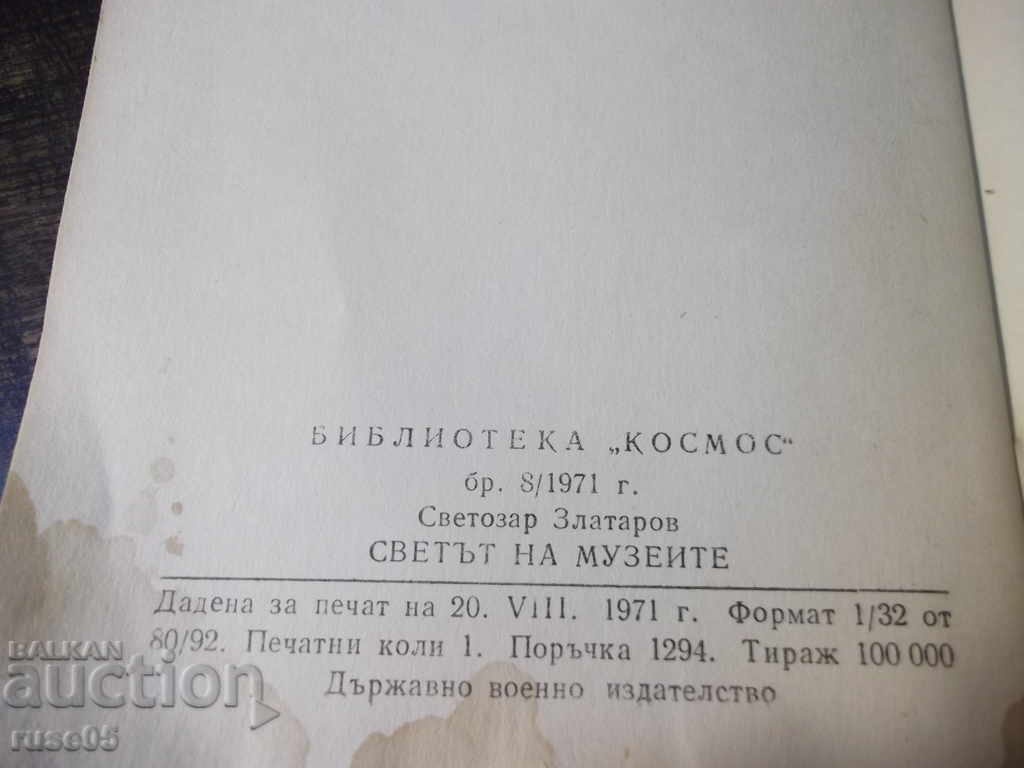 БИБЛИОТЕКА „КОСМОС“
бр. 8/1971 г.
Светозар Златаров
СВЕТЪТ НА МУЗЕИТЕ
Дадена за печат на 20. VIII. 1971 г. Формат 1/32 от
80/92. Печатни коли 1. Поръчка 1294. Тираж 100 000
Държавно военно издателство
BALKAN
auction
ruse05